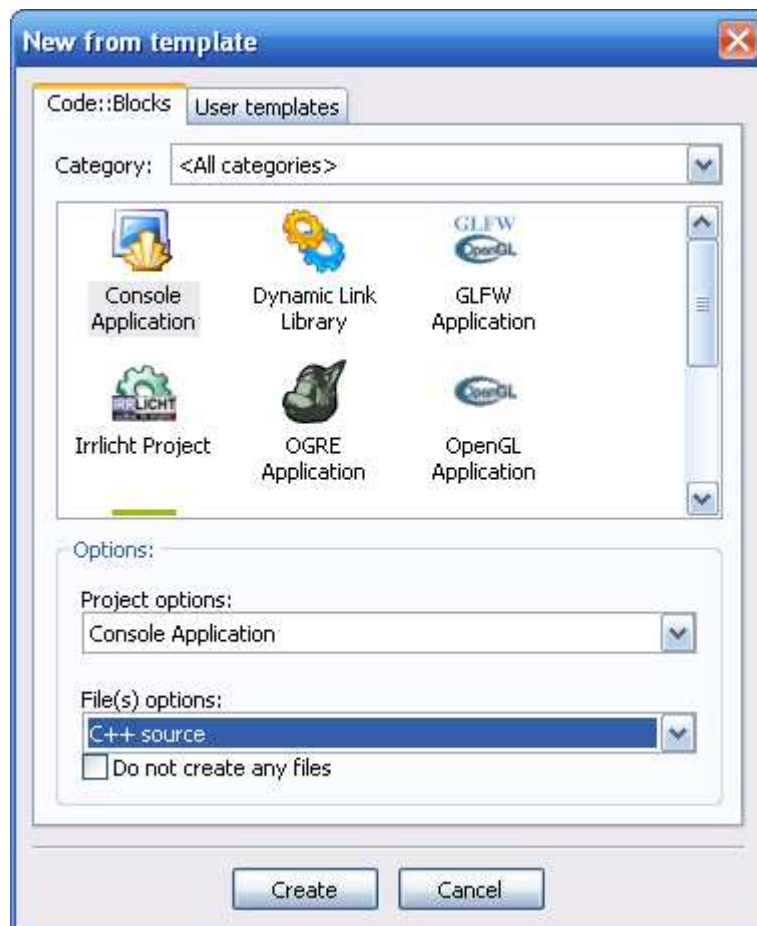 New from template
Code::Blocks User templates
Category: <All categories>
GLFW
OpenGL
Console Application
Dynamic Link Library
GLFW Application
IRRLICHT
OpenGL
Irrlicht Project
OGRE Application
OpenGL Application
Options:
Project options:
Console Application
File(s) options:
C++ source
Do not create any files
Create Cancel